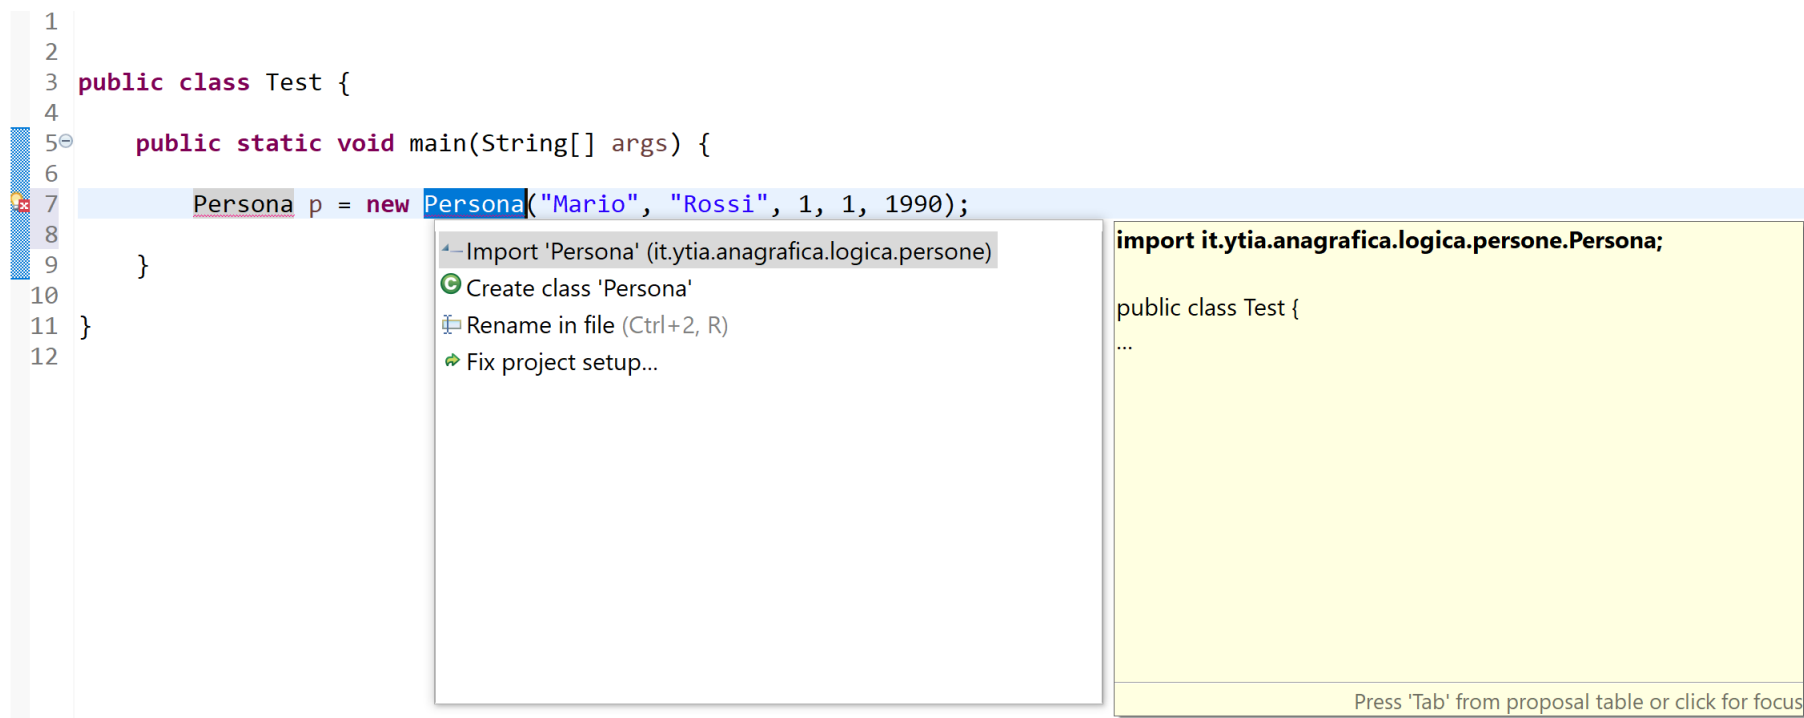 1
2
3 public class Test {
4
5 public static void main(String[] args) {
6
7 Persona p = new Persona("Mario", "Rossi", 1, 1, 1990);
8
9 }
10
11 }
12
Import 'Persona' (it.ytia.anagrafica.logica.persone)
Create class 'Persona'
Rename in file (Ctrl+2, R)
Fix project setup...
import it.ytia.anagrafica.logica.persone.Persona;
public class Test {
...
Press 'Tab' from proposal table or click for focus